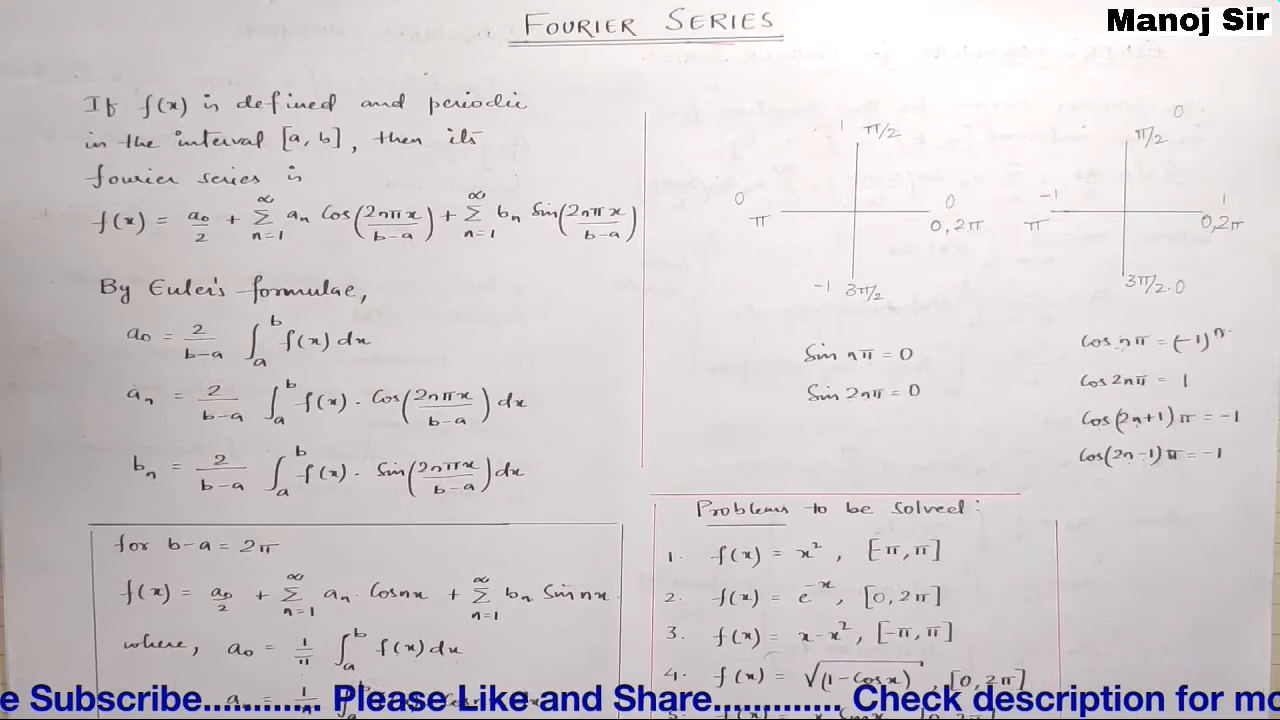 FOURIER SERIES
Manoj Sir
If f(x) is defined and periodic
in the interval [a, b], then its
fourier series is
f(x) = a₀/2 + ∑_{n=1}^{∞} aₙ Cos(2nπx/(b-a)) + ∑_{n=1}^{∞} bₙ Sin(2nπx/(b-a))
By Euler's formulae,
a₀ = 2/(b-a) ∫_a^b f(x) dx
aₙ = 2/(b-a) ∫_a^b f(x) · Cos(2nπx/(b-a)) dx
bₙ = 2/(b-a) ∫_a^b f(x) · Sin(2nπx/(b-a)) dx
for b-a = 2π
f(x) = a₀/2 + ∑_{n=1}^{∞} aₙ · Cosnx + ∑_{n=1}^{∞} bₙ Sin nx
where, a₀ = 1/π ∫_a^b f(x) dx
1 π/2
0 π
0 0,2π
-1 3π/2
0 π/2
-1 π
1 0,2π
3π/2 . 0
Sin nπ = 0
Sin 2nπ = 0
Cos nπ = (-1)ⁿ
Cos 2nπ = 1
Cos(2n+1)π = -1
Cos(2n-1)π = -1
Problems to be solved :
1. f(x) = x², [-π, π]
2. f(x) = e⁻ˣ, [0, 2π]
3. f(x) = x-x², [-π, π]
4. f(x) = √(1-Cosx), [0, 2π]
e Subscribe............ Please Like and Share............. Check description for mo